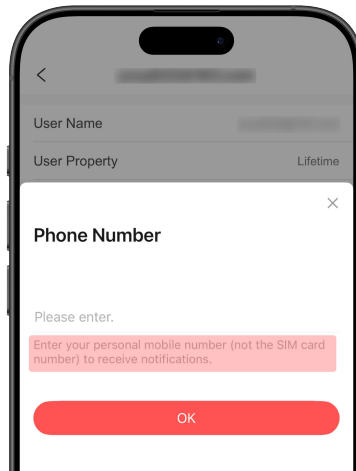 User Name
User Property Lifetime
Phone Number
Please enter.
Enter your personal mobile number (not the SIM card
number) to receive notifications.
OK